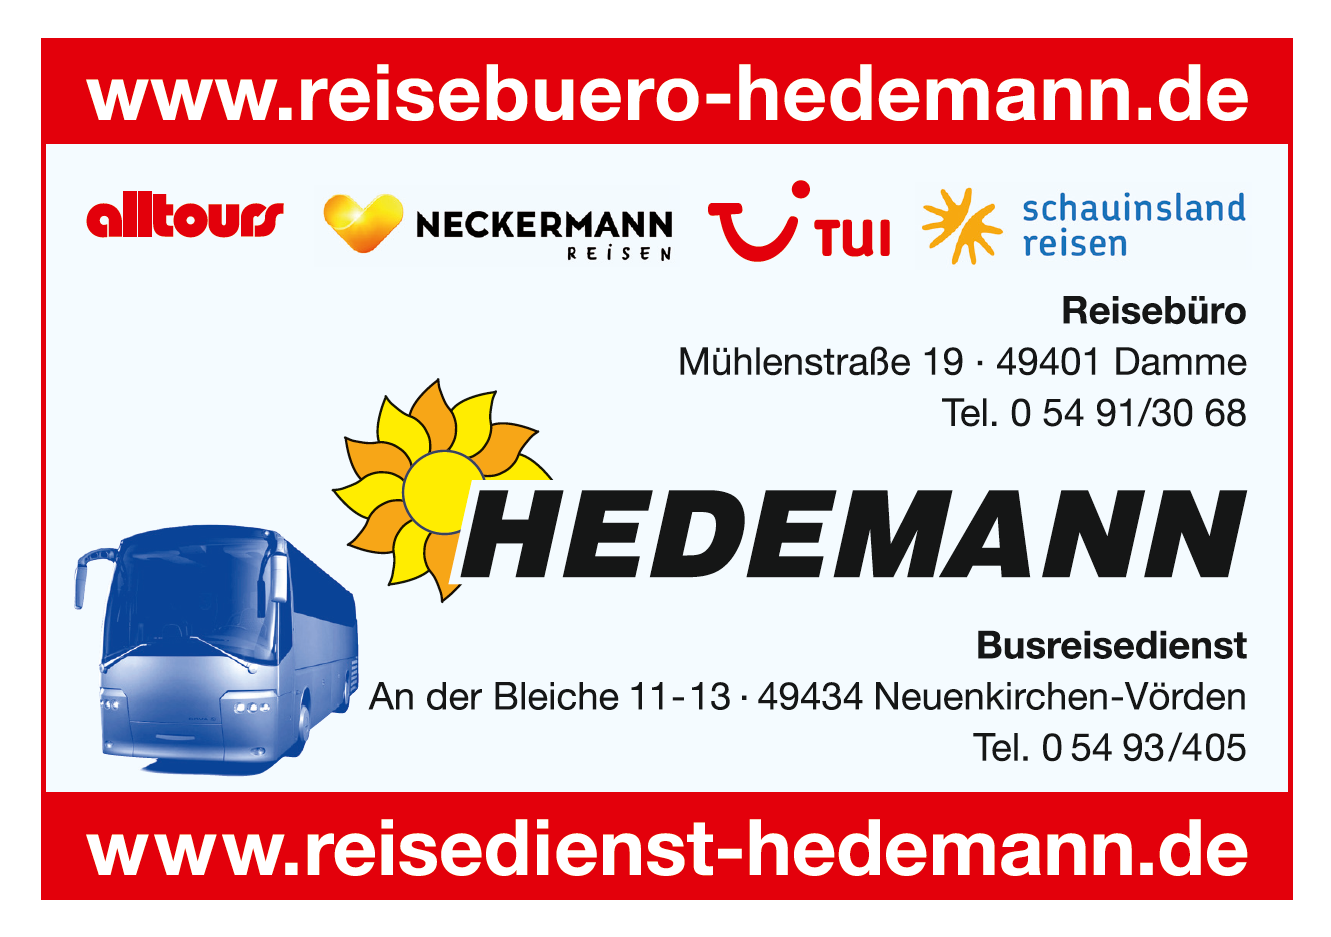 www.reisebuero-hedemann.de
alltours
NECKERMANN
REISEN
TUI
schauinsland
reisen
Reisebüro
Mühlenstraße 19 · 49401 Damme
Tel. 0 54 91/30 68
HEDEMANN
Busreisedienst
An der Bleiche 11-13 · 49434 Neuenkirchen-Vörden
Tel. 0 54 93/405
www.reisedienst-hedemann.de